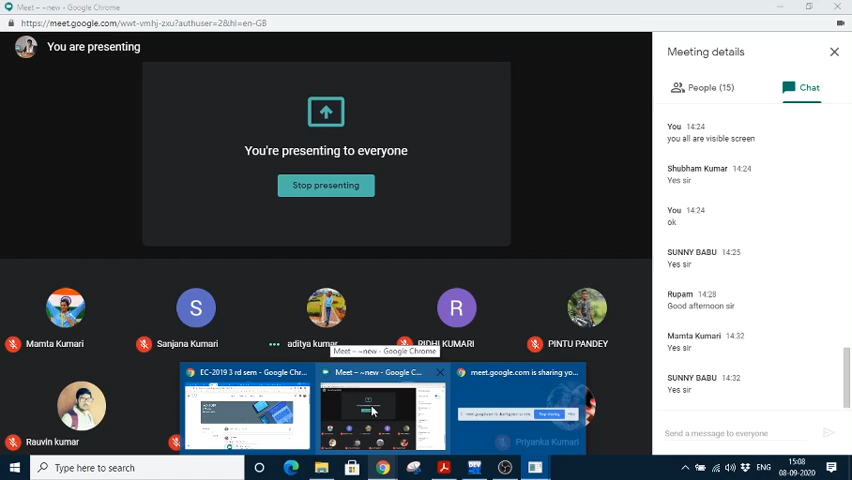 Meet – ~new - Google Chrome
https://meet.google.com/wwt-vmhj-zxu?authuser=2&hl=en-GB
You are presenting
You're presenting to everyone
Stop presenting
Mamta Kumari
S
Sanjana Kumari
aditya kumar
R
RIDHI KUMARI
PINTU PANDEY
Meet – ~new - Google Chrome
EC-2019 3 rd sem - Google Chr...
Meet – ~new - Google C...
meet.google.com is sharing yo...
Stop sharing
Hide
Rauvin kumar
Priyanka Kumari
Meeting details
People (15)
Chat
You 14:24
you all are visible screen
Shubham Kumar 14:24
Yes sir
You 14:24
ok
SUNNY BABU 14:25
Yes sir
Rupam 14:28
Good afternoon sir
Mamta Kumari 14:32
Yes sir
SUNNY BABU 14:32
Yes sir
Send a message to everyone
Type here to search
DEV
ENG
15:08
08-09-2020